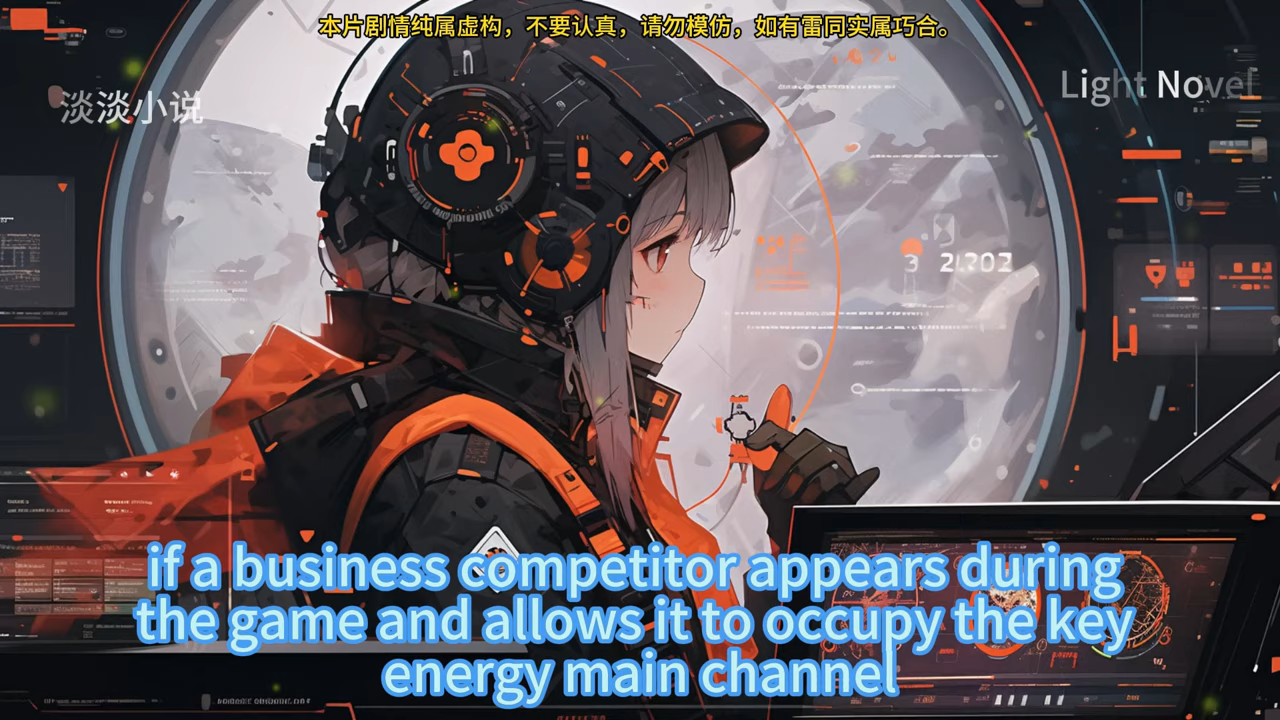 本片剧情纯属虚构，不要认真，请勿模仿，如有雷同实属巧合。
淡淡小说
Light Novel
if a business competitor appears during
the game and allows it to occupy the key
energy main channel